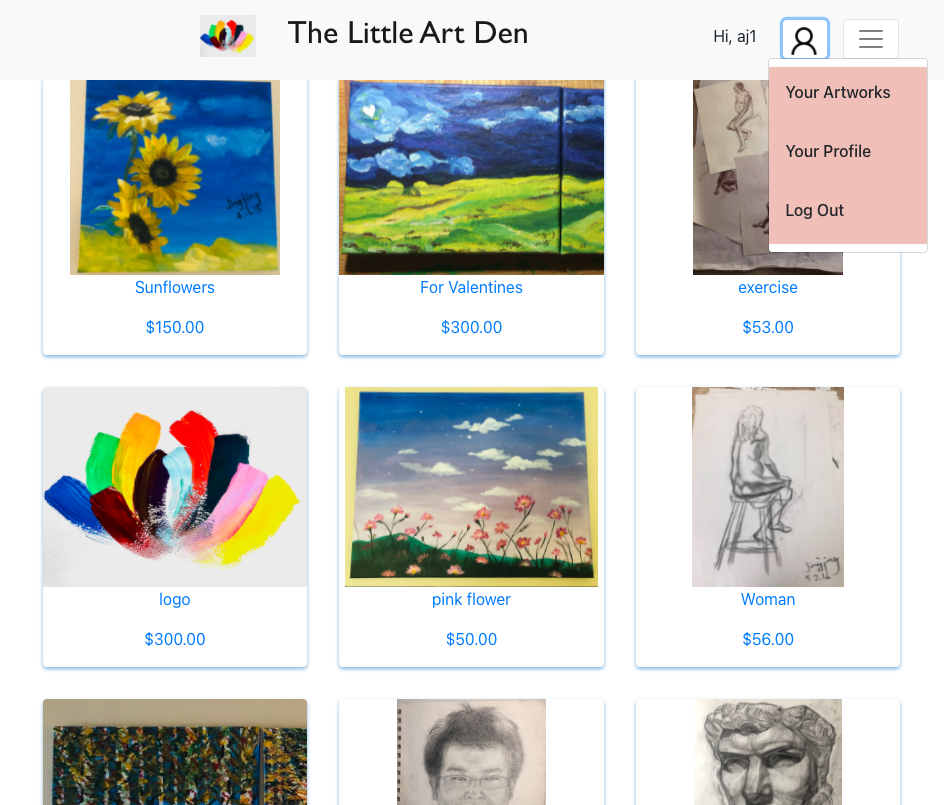 The Little Art Den
Hi, aj1
Your Artworks
Your Profile
Log Out
Sunflowers
$150.00
For Valentines
$300.00
exercise
$53.00
logo
$300.00
pink flower
$50.00
Woman
$56.00